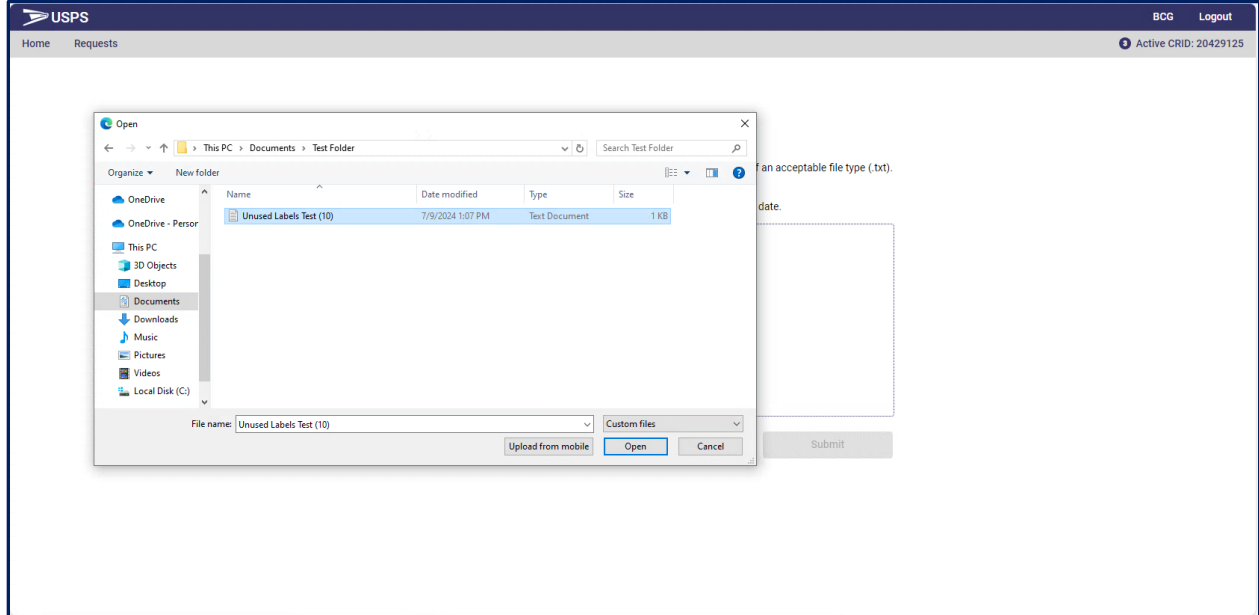 USPS
BCG Logout
Home Requests
3 Active CRID: 20429125
Open
This PC > Documents > Test Folder
Search Test Folder
Organize
New folder
?
an acceptable file type (.txt).
date.
OneDrive
OneDrive - Person
This PC
3D Objects
Desktop
Documents
Downloads
Music
Pictures
Videos
Local Disk (C:)
Name Date modified Type Size
Unused Labels Test (10) 7/9/2024 1:07 PM Text Document 1 KB
File name: Unused Labels Test (10)
Custom files
Upload from mobile Open Cancel
Submit